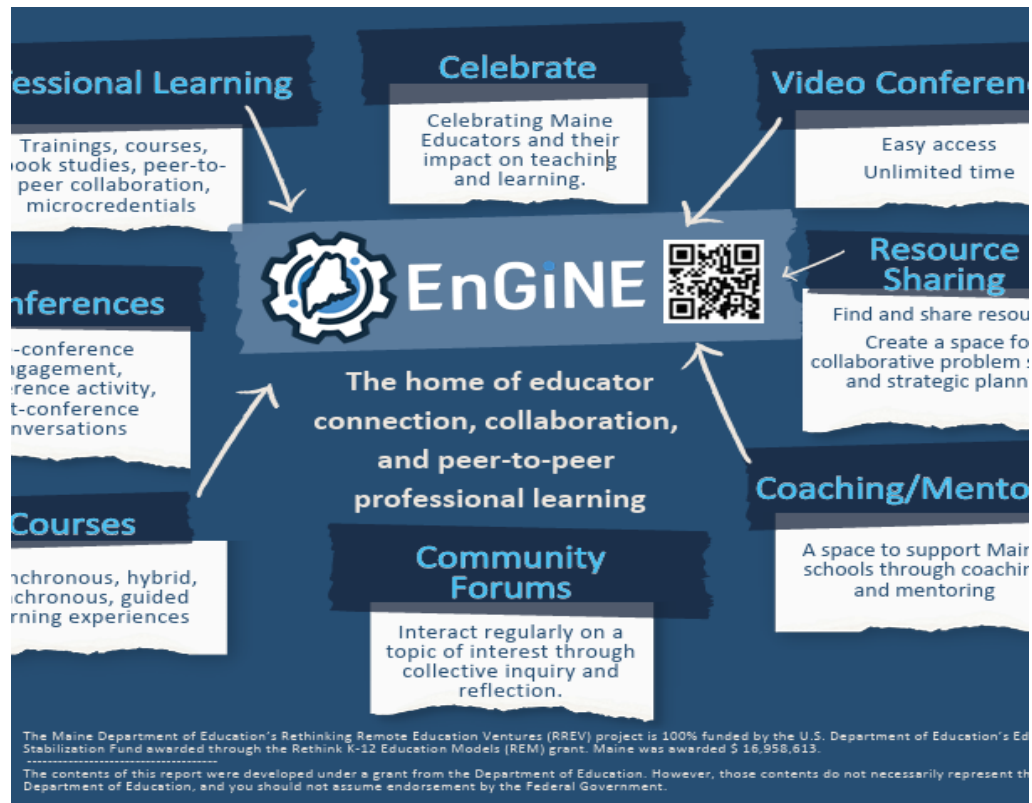 essional Learning
Trainings, courses,
book studies, peer-to-
peer collaboration,
microcredentials
Celebrate
Celebrating Maine
Educators and their
impact on teaching
and learning.
Video Conferenc
Easy access
Unlimited time
EnGiNE
The home of educator
connection, collaboration,
and peer-to-peer
professional learning
Resource
Sharing
Find and share resou
Create a space fo
collaborative problem s
and strategic plann
nferences
-conference
ngagement,
erence activity,
t-conference
nversations
Courses
nchronous, hybrid,
chronous, guided
rning experiences
Community
Forums
Interact regularly on a
topic of interest through
collective inquiry and
reflection.
Coaching/Mento
A space to support Main
schools through coachin
and mentoring
The Maine Department of Education’s Rethinking Remote Education Ventures (RREV) project is 100% funded by the U.S. Department of Education’s Ed
Stabilization Fund awarded through the Rethink K-12 Education Models (REM) grant. Maine was awarded $ 16,958,613.
-------------------------------------
The contents of this report were developed under a grant from the Department of Education. However, those contents do not necessarily represent th
Department of Education, and you should not assume endorsement by the Federal Government.